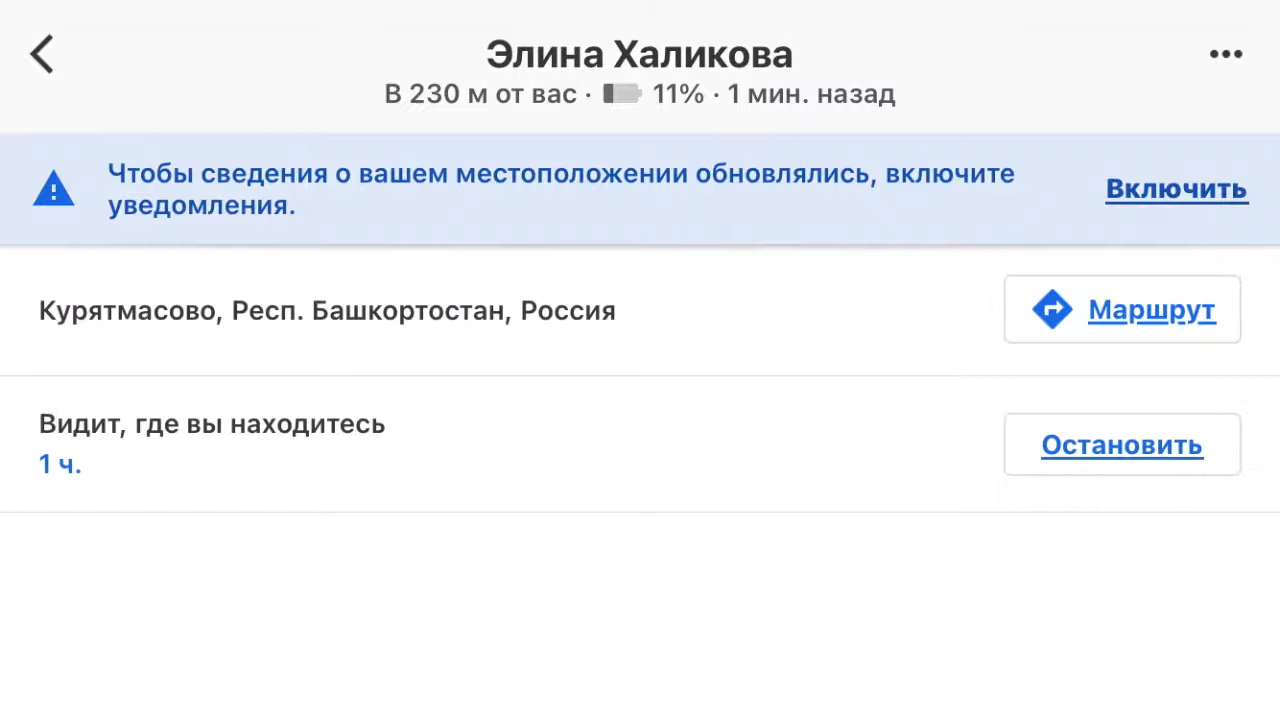 Элина Халикова
В 230 м от вас · 11% · 1 мин. назад
Чтобы сведения о вашем местоположении обновлялись, включите
уведомления.
Включить
Курятмасово, Респ. Башкортостан, Россия
Маршрут
Видит, где вы находитесь
1 ч.
Остановить